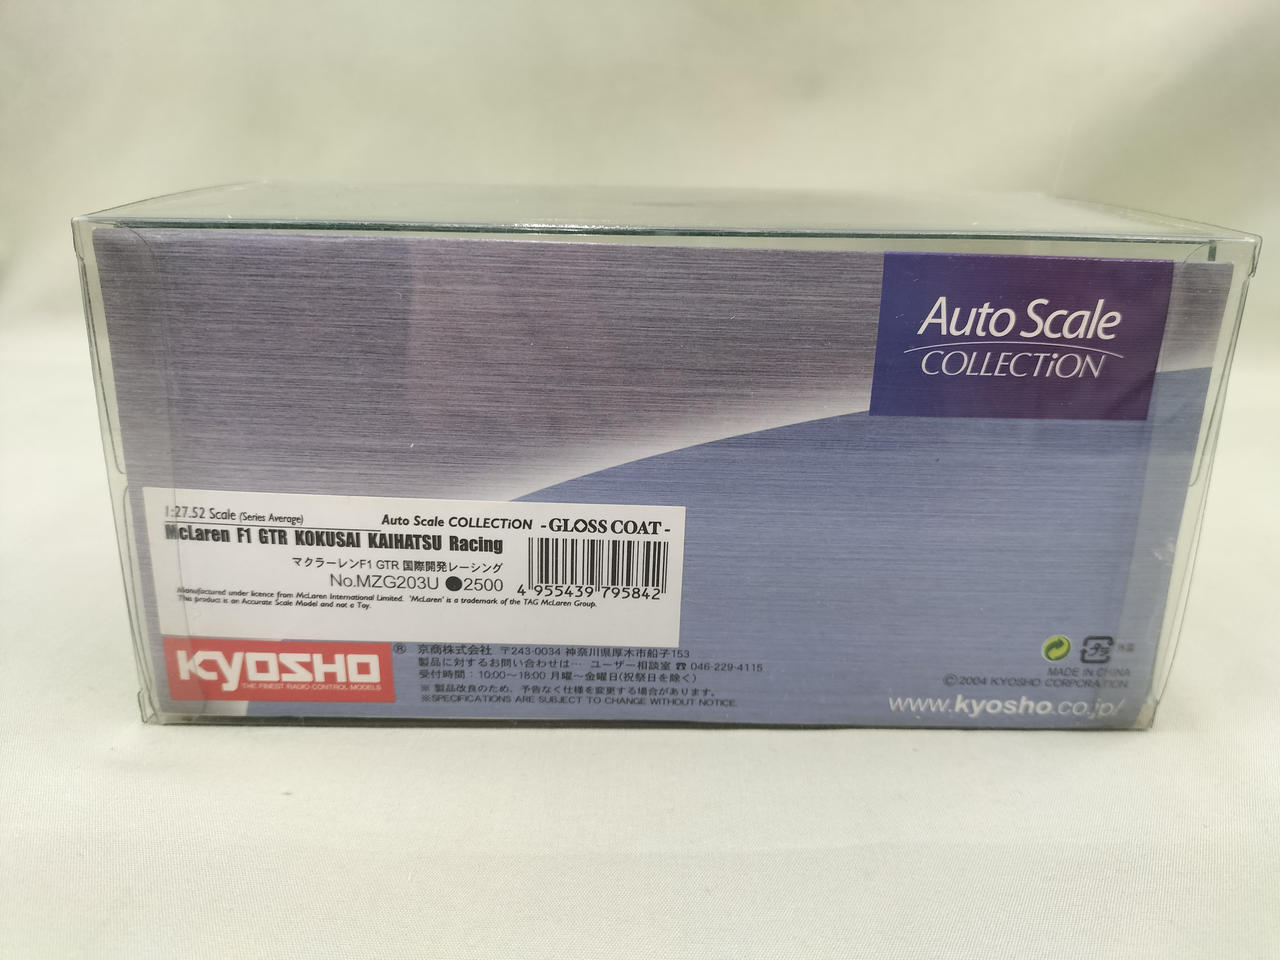 Auto Scale
COLLECTiON
1:27.52 Scale (Series Average)
Auto Scale COLLECTiON -GLOSS COAT-
McLaren F1 GTR KOKUSAI KAIHATSU Racing
マクラーレンF1 GTR 国際開発レーシング
No.MZG203U ●2500
4 955439 795842
Manufactured under licence from McLaren International Limited. 'McLaren' is a trademark of the TAG McLaren Group.
This product is an Accurate Scale Model and not a Toy.
KYOSHO ®
THE FINEST RADIO CONTROL MODELS
京商株式会社 〒243-0034 神奈川県厚木市船子153
製品に対するお問い合わせは… ユーザー相談室 ☎ 046-229-4115
受付時間：10:00〜18:00 月曜〜金曜日(祝祭日を除く)
※ 製品改良のため、予告なく仕様を変更する場合があります。
※SPECIFICATIONS ARE SUBJECT TO CHANGE WITHOUT NOTICE.
プラ
MADE IN CHINA
©2004 KYOSHO CORPORATION
www.kyosho.co.jp/